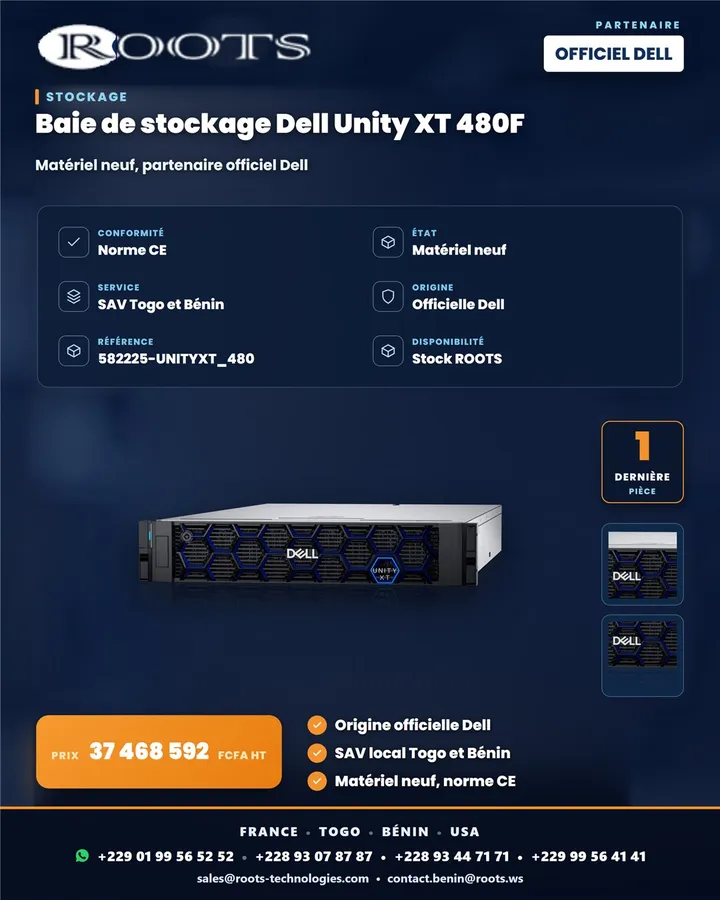 ROOTS
PARTENAIRE
OFFICIEL DELL
STOCKAGE
Baie de stockage Dell Unity XT 480F
Matériel neuf, partenaire officiel Dell
CONFORMITÉ
Norme CE
ÉTAT
Matériel neuf
SERVICE
SAV Togo et Bénin
ORIGINE
Officielle Dell
RÉFÉRENCE
582225-UNITYXT_480
DISPONIBILITÉ
Stock ROOTS
1
DERNIÈRE
PIÈCE
DELL
UNITY
XT
DELL
DELL
PRIX 37 468 592 FCFA HT
Origine officielle Dell
SAV local Togo et Bénin
Matériel neuf, norme CE
FRANCE • TOGO • BÉNIN • USA
+229 01 99 56 52 52 • +228 93 07 87 87 • +228 93 44 71 71 • +229 99 56 41 41
sales@roots-technologies.com • contact.benin@roots.ws